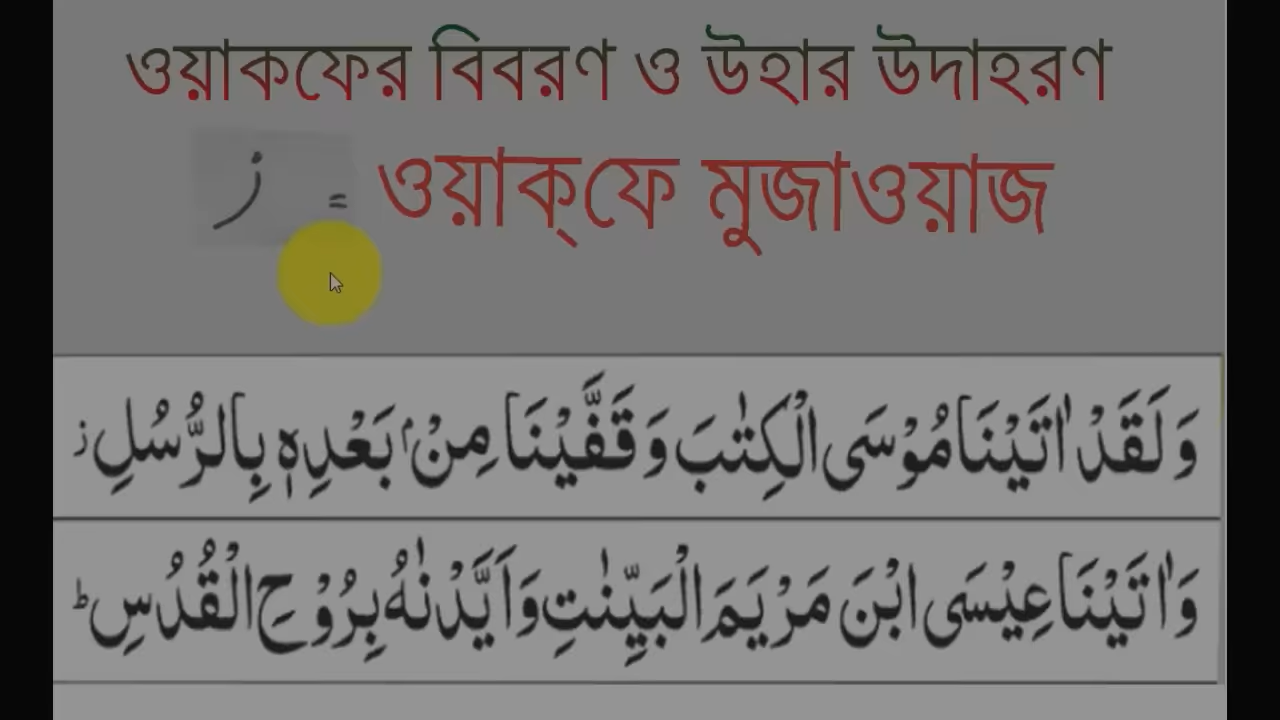 ওয়াকফের বিবরণ ও উহার উদাহরণ
ز = ওয়াক্‌ফে মুজাওয়াজ
وَلَقَدْ اٰتَيْنَا مُوْسَى الْكِتٰبَ وَقَفَّيْنَا مِنْۢ بَعْدِهٖ بِالرُّسُلِ ز
وَاٰتَيْنَا عِيْسَى ابْنَ مَرْيَمَ الْبَيِّنٰتِ وَاَيَّدْنٰهُ بِرُوْحِ الْقُدُسِ ؕ